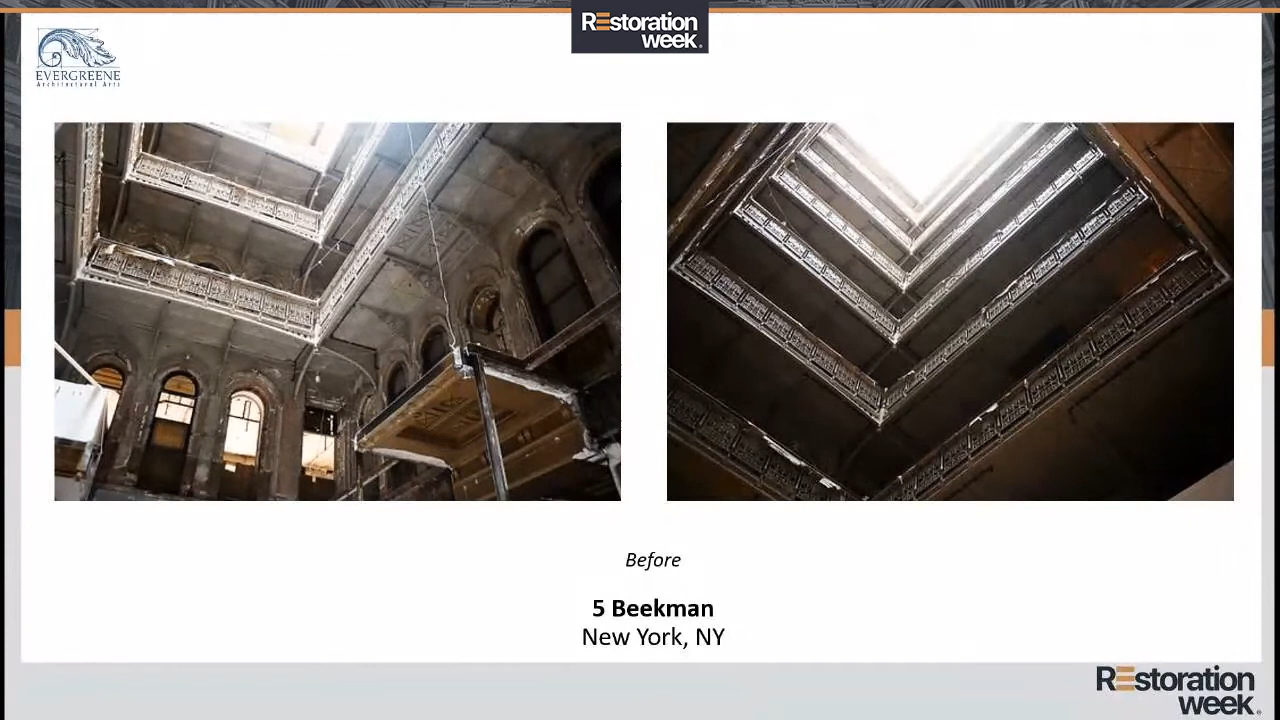 REstoration
week.
EVERGREENE
Architectural Arts
Before
5 Beekman
New York, NY
REstoration
week.